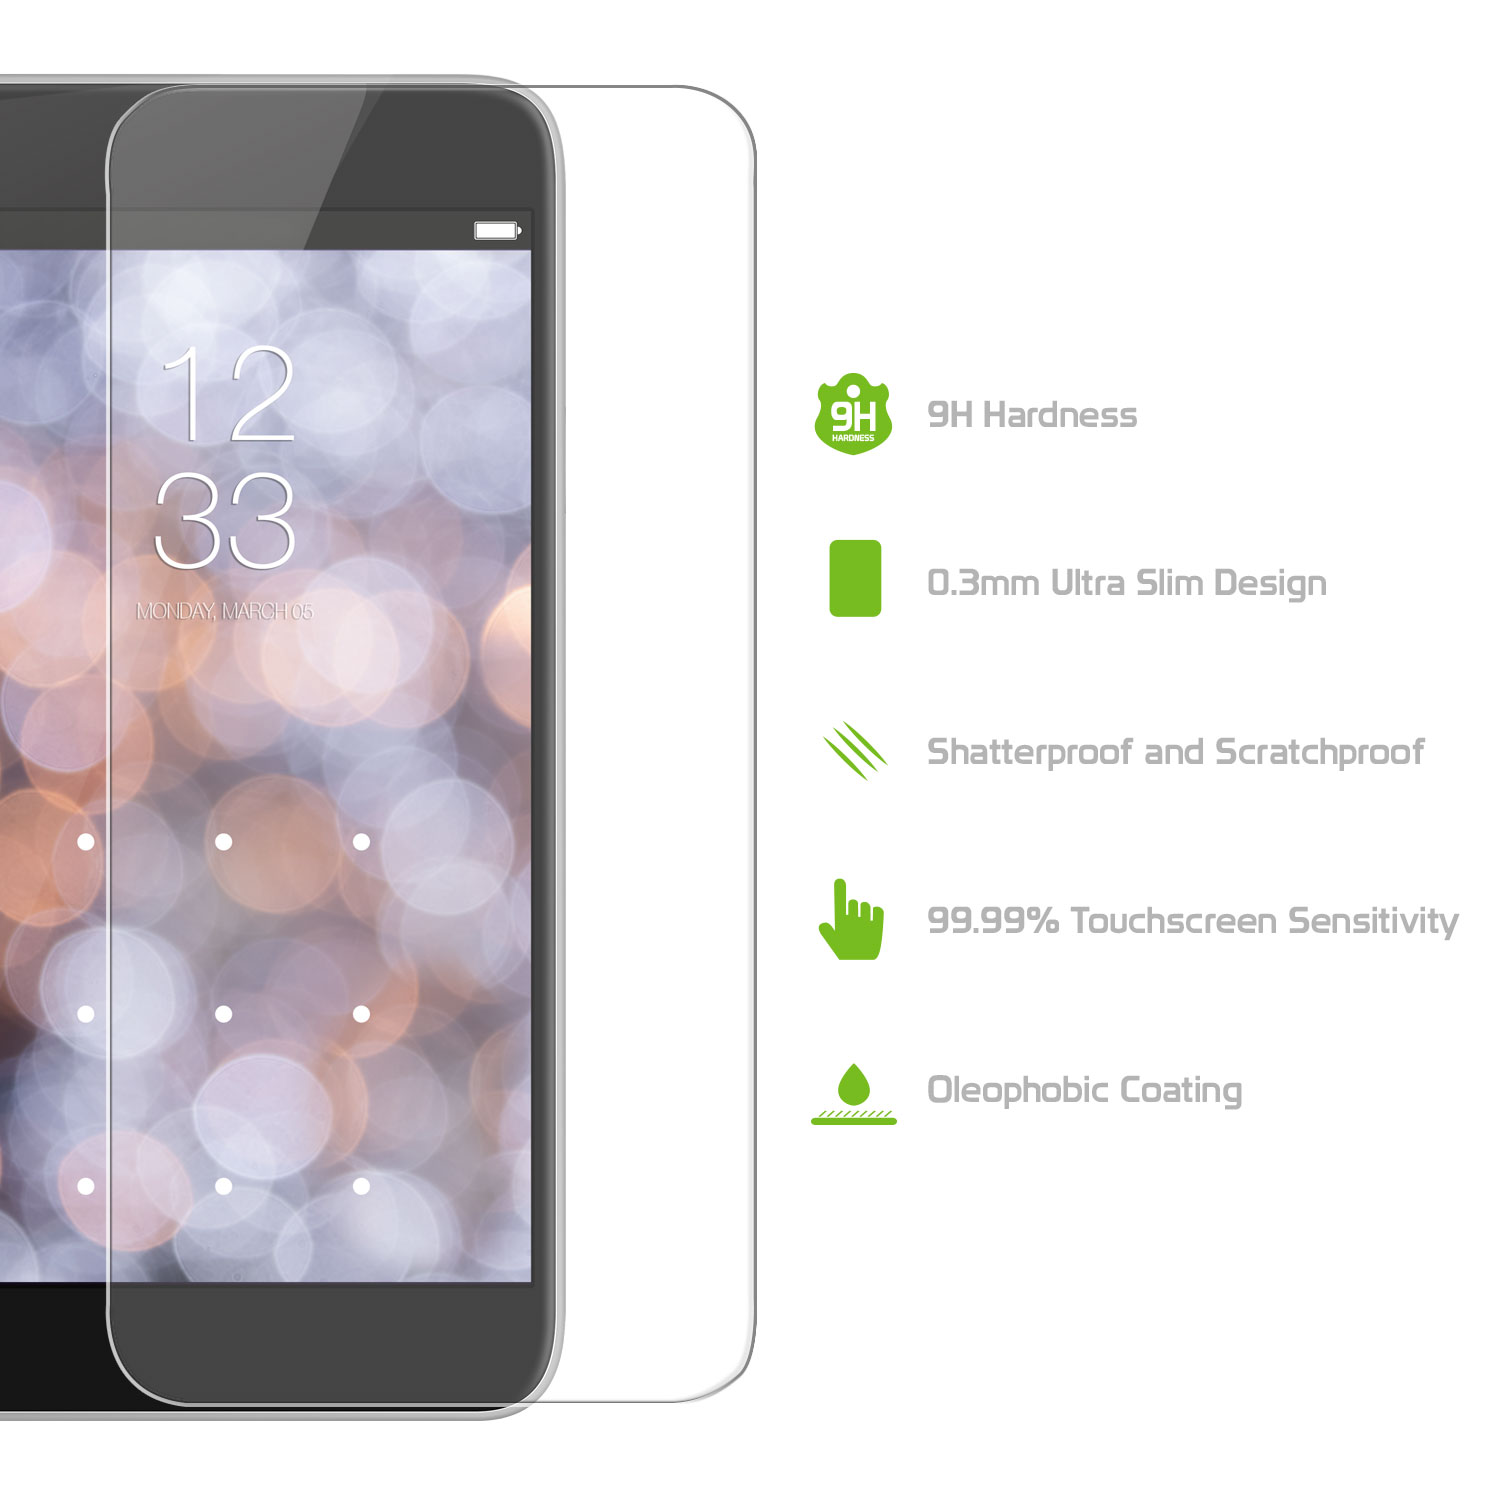 12
33
MONDAY, MARCH 05
9H
HARDNESS
9H Hardness
0.3mm Ultra Slim Design
Shatterproof and Scratchproof
99.99% Touchscreen Sensitivity
Oleophobic Coating